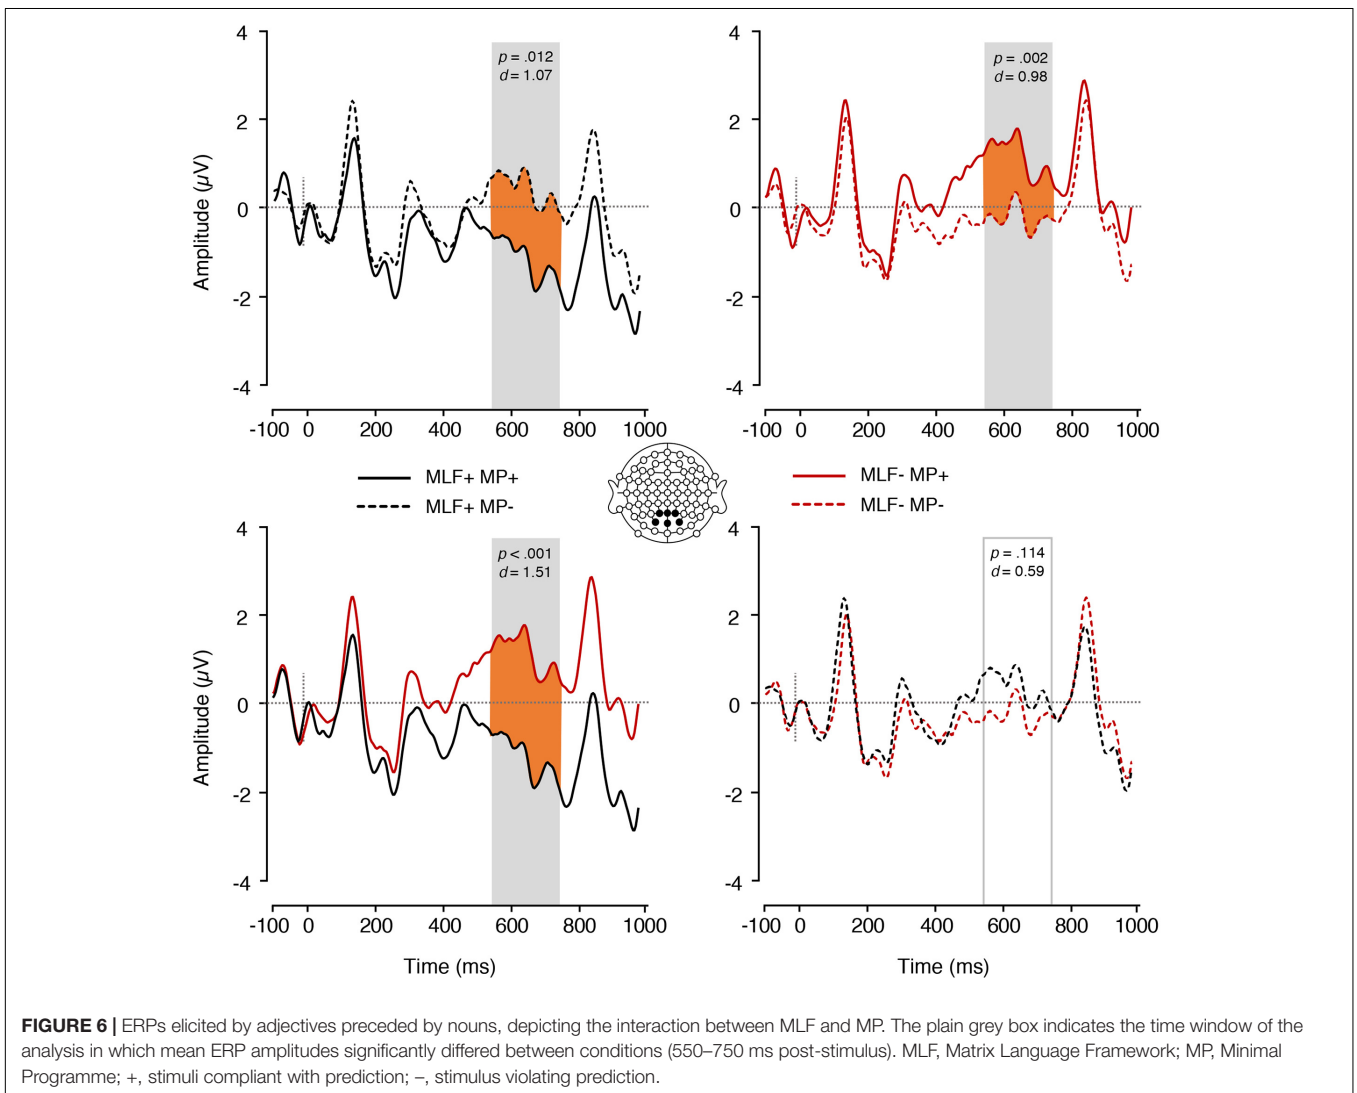 4
2
0
-2
-4
Amplitude (µV)
p = .012
d = 1.07
-100 0 200 400 600 800 1000
4
2
0
-2
-4
p = .002
d = 0.98
-100 0 200 400 600 800 1000
MLF+ MP+
MLF+ MP-
MLF- MP+
MLF- MP-
4
2
0
-2
-4
Amplitude (µV)
p < .001
d = 1.51
-100 0 200 400 600 800 1000
Time (ms)
4
2
0
-2
-4
p = .114
d = 0.59
-100 0 200 400 600 800 1000
Time (ms)
FIGURE 6 | ERPs elicited by adjectives preceded by nouns, depicting the interaction between MLF and MP. The plain grey box indicates the time window of the
analysis in which mean ERP amplitudes significantly differed between conditions (550–750 ms post-stimulus). MLF, Matrix Language Framework; MP, Minimal
Programme; +, stimuli compliant with prediction; –, stimulus violating prediction.